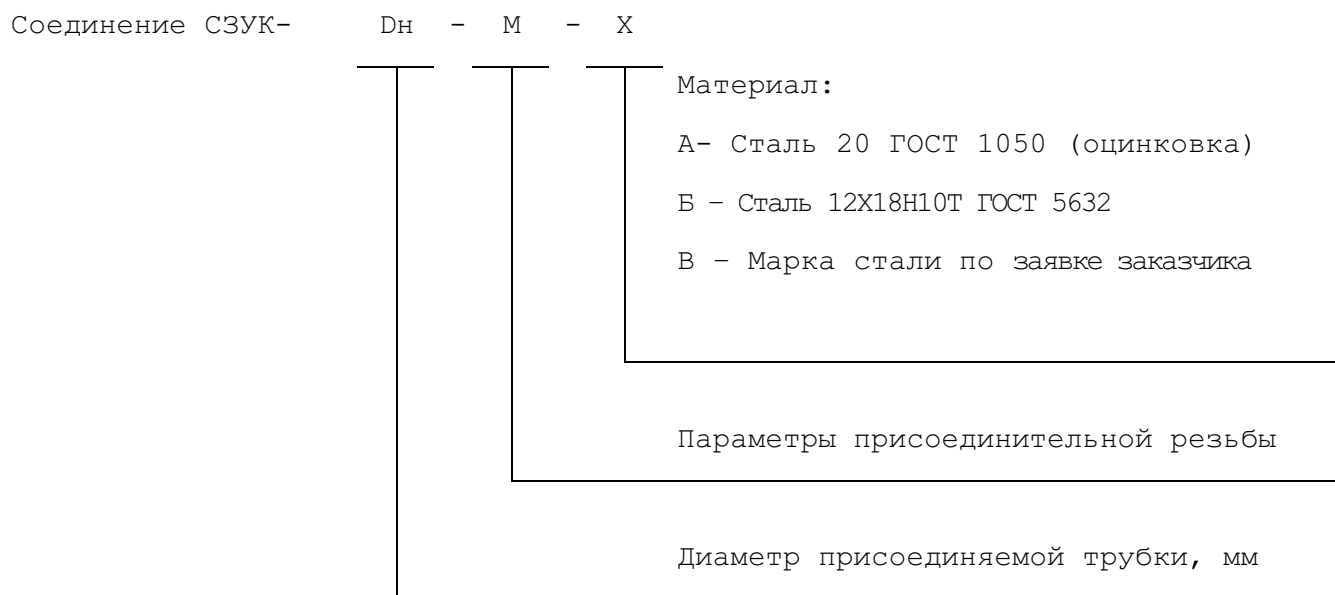 Соединение СЗУК- Dн - М - Х
Материал:
А- Сталь 20 ГОСТ 1050 (оцинковка)
Б – Сталь 12Х18Н10Т ГОСТ 5632
В – Марка стали по заявке заказчика
Параметры присоединительной резьбы
Диаметр присоединяемой трубки, мм